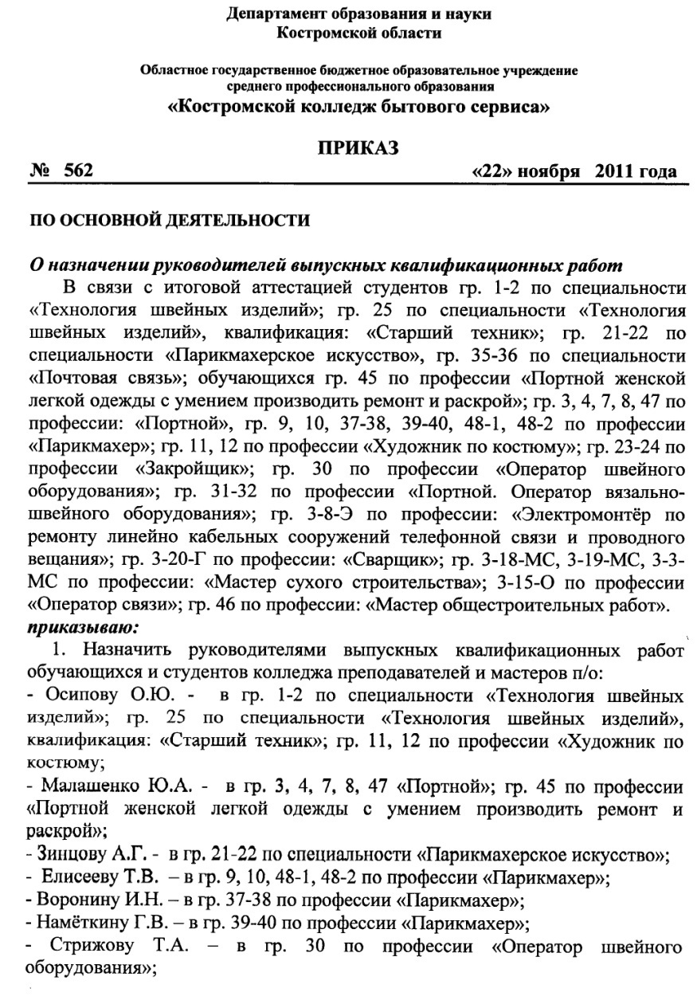 Департамент образования и науки
Костромской области
Областное государственное бюджетное образовательное учреждение
среднего профессионального образования
«Костромской колледж бытового сервиса»
ПРИКАЗ
№ 562 «22» ноября 2011 года
ПО ОСНОВНОЙ ДЕЯТЕЛЬНОСТИ
О назначении руководителей выпускных квалификационных работ
В связи с итоговой аттестацией студентов гр. 1-2 по специальности
«Технология швейных изделий»; гр. 25 по специальности «Технология
швейных изделий», квалификация: «Старший техник»; гр. 21-22 по
специальности «Парикмахерское искусство», гр. 35-36 по специальности
«Почтовая связь»; обучающихся гр. 45 по профессии «Портной женской
легкой одежды с умением производить ремонт и раскрой»; гр. 3, 4, 7, 8, 47 по
профессии: «Портной», гр. 9, 10, 37-38, 39-40, 48-1, 48-2 по профессии
«Парикмахер»; гр. 11, 12 по профессии «Художник по костюму»; гр. 23-24 по
профессии «Закройщик»; гр. 30 по профессии «Оператор швейного
оборудования»; гр. 31-32 по профессии «Портной. Оператор вязально-
швейного оборудования»; гр. 3-8-Э по профессии: «Электромонтёр по
ремонту линейно кабельных сооружений телефонной связи и проводного
вещания»; гр. 3-20-Г по профессии: «Сварщик»; гр. 3-18-МС, 3-19-МС, 3-3-
МС по профессии: «Мастер сухого строительства»; 3-15-О по профессии
«Оператор связи»; гр. 46 по профессии: «Мастер общестроительных работ».
приказываю:
1. Назначить руководителями выпускных квалификационных работ
обучающихся и студентов колледжа преподавателей и мастеров п/о:
- Осипову О.Ю. - в гр. 1-2 по специальности «Технология швейных
изделий»; гр. 25 по специальности «Технология швейных изделий»,
квалификация: «Старший техник»; гр. 11, 12 по профессии «Художник по
костюму;
- Малашенко Ю.А. - в гр. 3, 4, 7, 8, 47 «Портной»; гр. 45 по профессии
«Портной женской легкой одежды с умением производить ремонт и
раскрой»;
- Зинцову А.Г. - в гр. 21-22 по специальности «Парикмахерское искусство»;
- Елисееву Т.В. – в гр. 9, 10, 48-1, 48-2 по профессии «Парикмахер»;
- Воронину И.Н. – в гр. 37-38 по профессии «Парикмахер»;
- Намёткину Г.В. – в гр. 39-40 по профессии «Парикмахер»;
- Стрижову Т.А. – в гр. 30 по профессии «Оператор швейного
оборудования»;